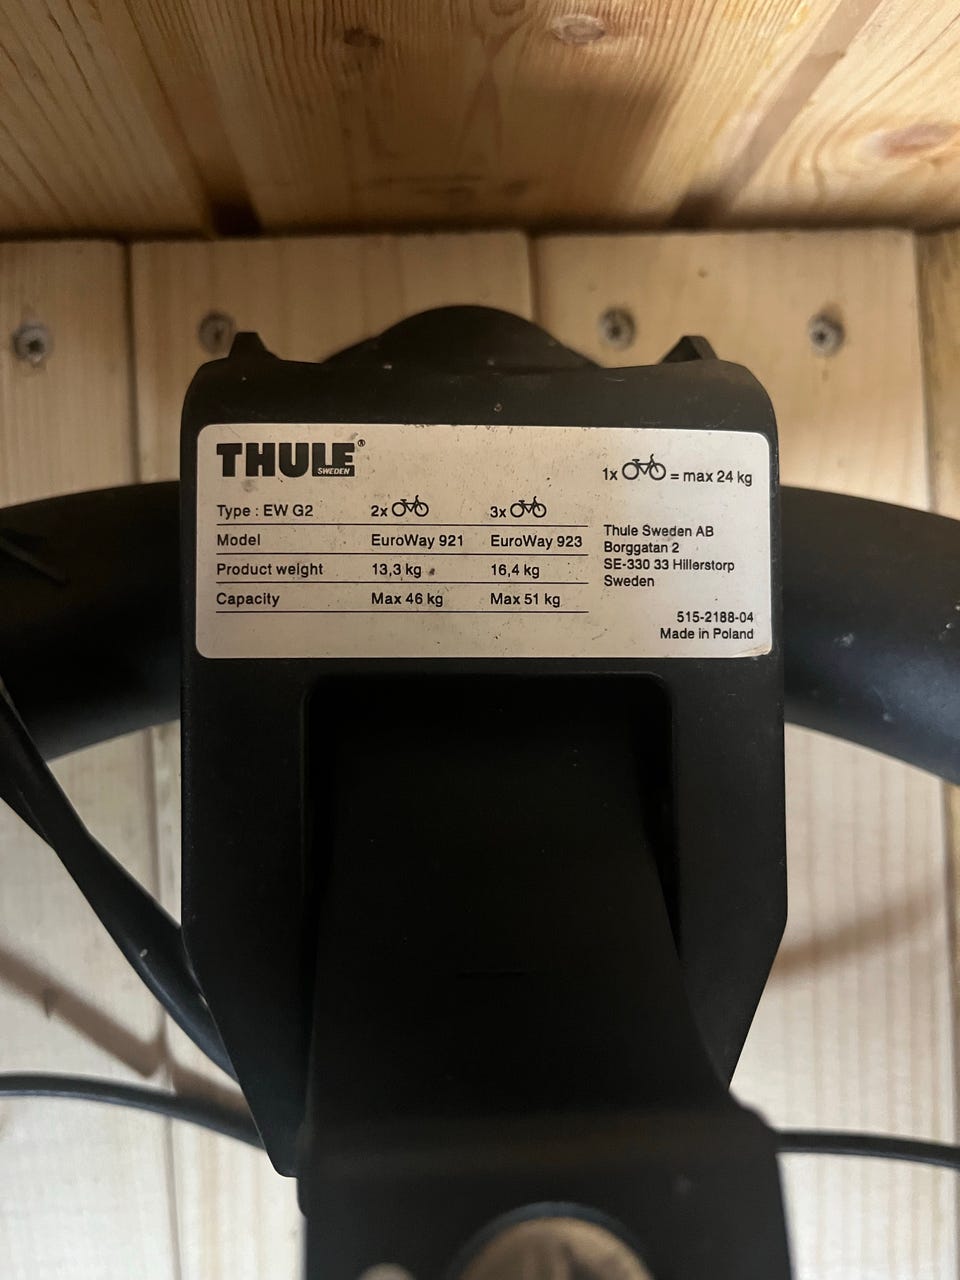 THULE®
SWEDEN
1x = max 24 kg
Type : EW G2 2x 3x
Model EuroWay 921 EuroWay 923
Product weight 13,3 kg 16,4 kg
Capacity Max 46 kg Max 51 kg
Thule Sweden AB
Borggatan 2
SE-330 33 Hillerstorp
Sweden
515-2188-04
Made in Poland